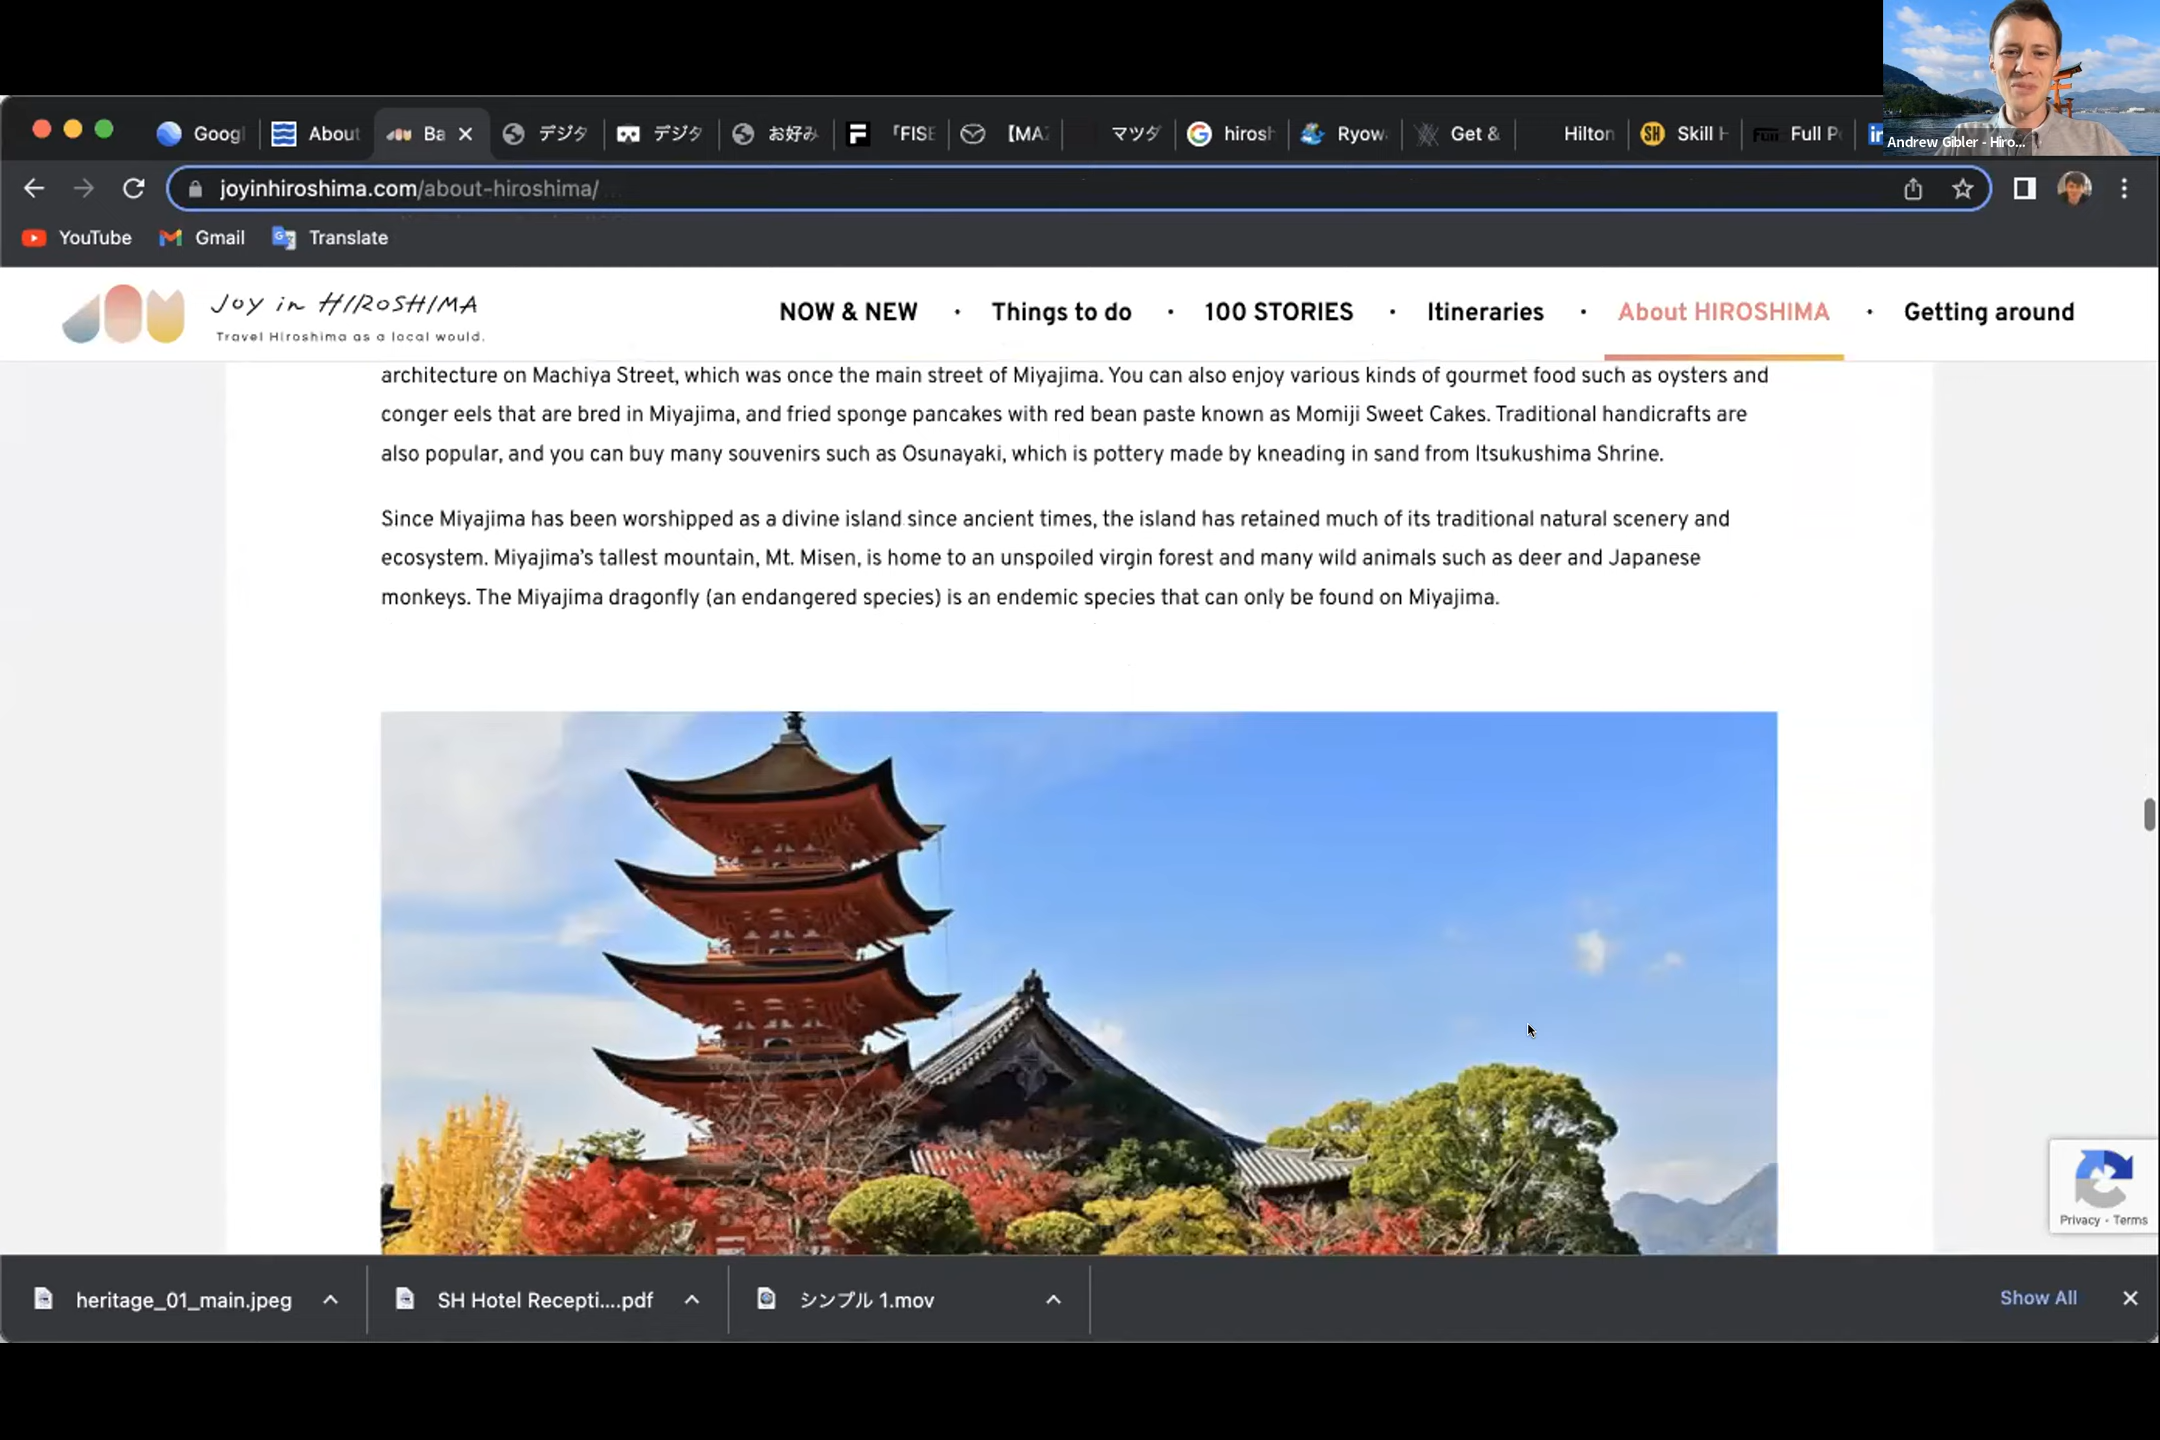 Andrew Gibler - Hiro...
Googl
About
Ba
デジタ
デジタ
お好み
「FISE
【MA
マツダ
hirosh
Ryow
Get &
Hilton
Skill H
Full P
joyinhiroshima.com/about-hiroshima/
YouTube
Gmail
Translate
Joy in HIROSHIMA
Travel Hiroshima as a local would.
NOW & NEW
Things to do
100 STORIES
Itineraries
About HIROSHIMA
Getting around
architecture on Machiya Street, which was once the main street of Miyajima. You can also enjoy various kinds of gourmet food such as oysters and
conger eels that are bred in Miyajima, and fried sponge pancakes with red bean paste known as Momiji Sweet Cakes. Traditional handicrafts are
also popular, and you can buy many souvenirs such as Osunayaki, which is pottery made by kneading in sand from Itsukushima Shrine.
Since Miyajima has been worshipped as a divine island since ancient times, the island has retained much of its traditional natural scenery and
ecosystem. Miyajima’s tallest mountain, Mt. Misen, is home to an unspoiled virgin forest and many wild animals such as deer and Japanese
monkeys. The Miyajima dragonfly (an endangered species) is an endemic species that can only be found on Miyajima.
Privacy - Terms
heritage_01_main.jpeg
SH Hotel Recepti....pdf
シンプル 1.mov
Show All